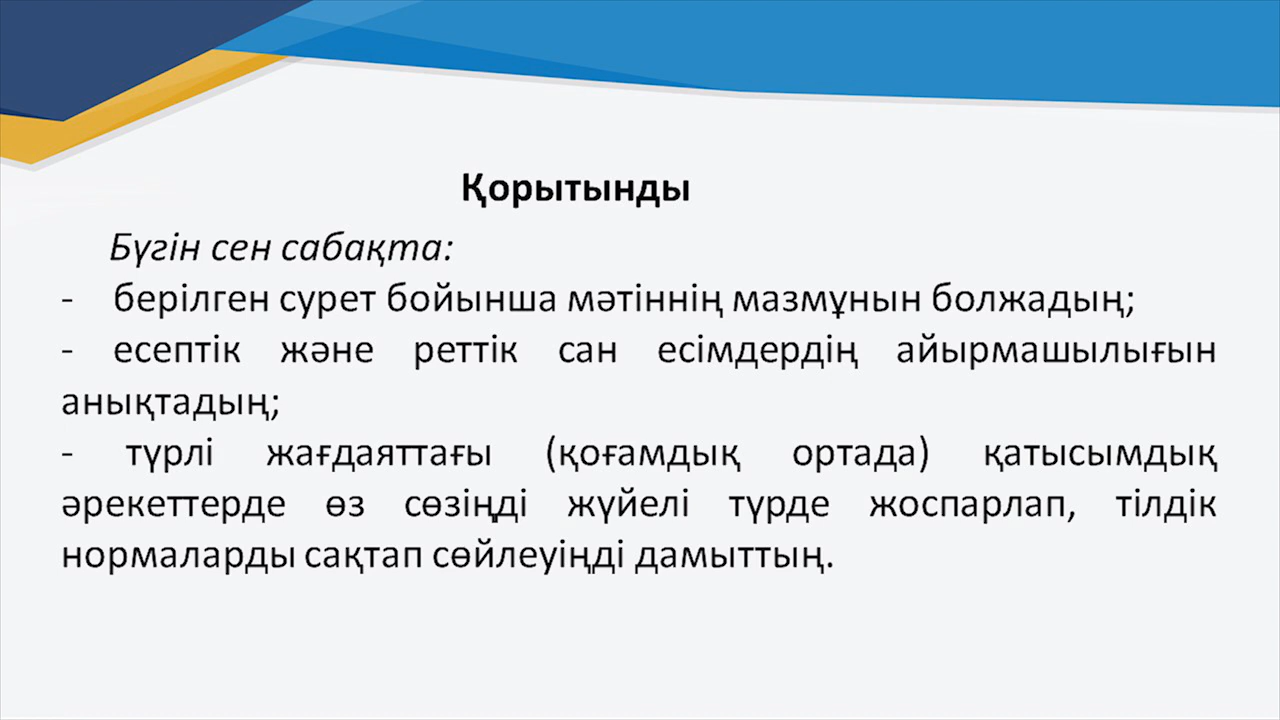 Қорытынды
Бүгін сен сабақта:
- берілген сурет бойынша мәтіннің мазмұнын болжадың;
- есептік және реттік сан есімдердің айырмашылығын
анықтадың;
- түрлі жағдаяттағы (қоғамдық ортада) қатысымдық
әрекеттерде өз сөзіңді жүйелі түрде жоспарлап, тілдік
нормаларды сақтап сөйлеуіңді дамыттың.